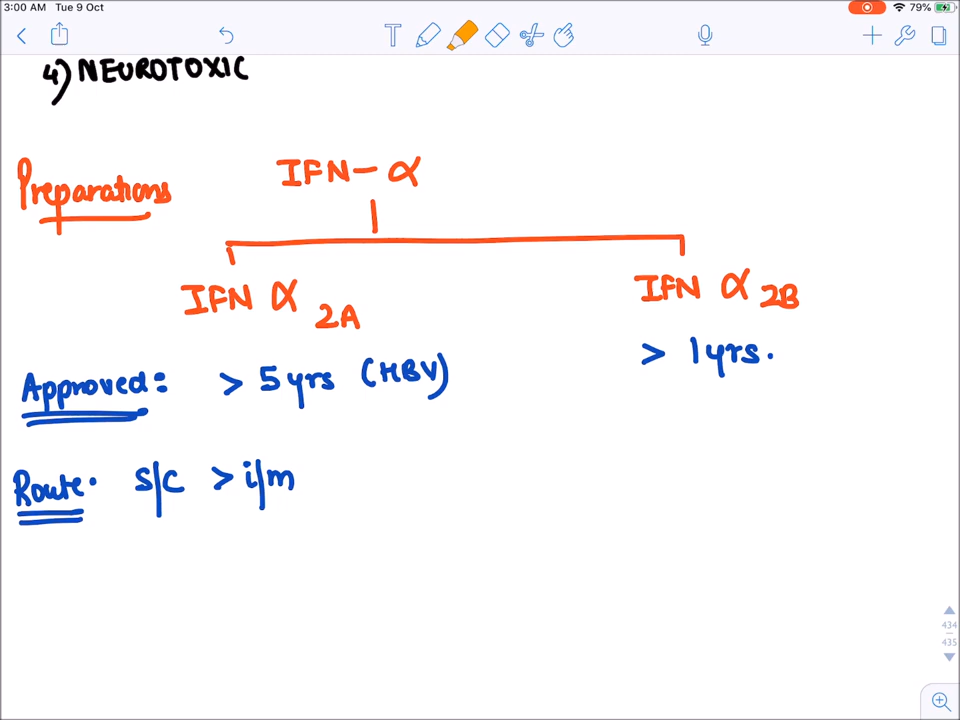 3:00 AM Tue 9 Oct 79%
T
4) NEUROTOXIC
Preparations IFN-α
IFN α 2A IFN α 2B
Approved: > 5 yrs (HBV) > 1 yrs.
Route. s/c > i/m
434
435